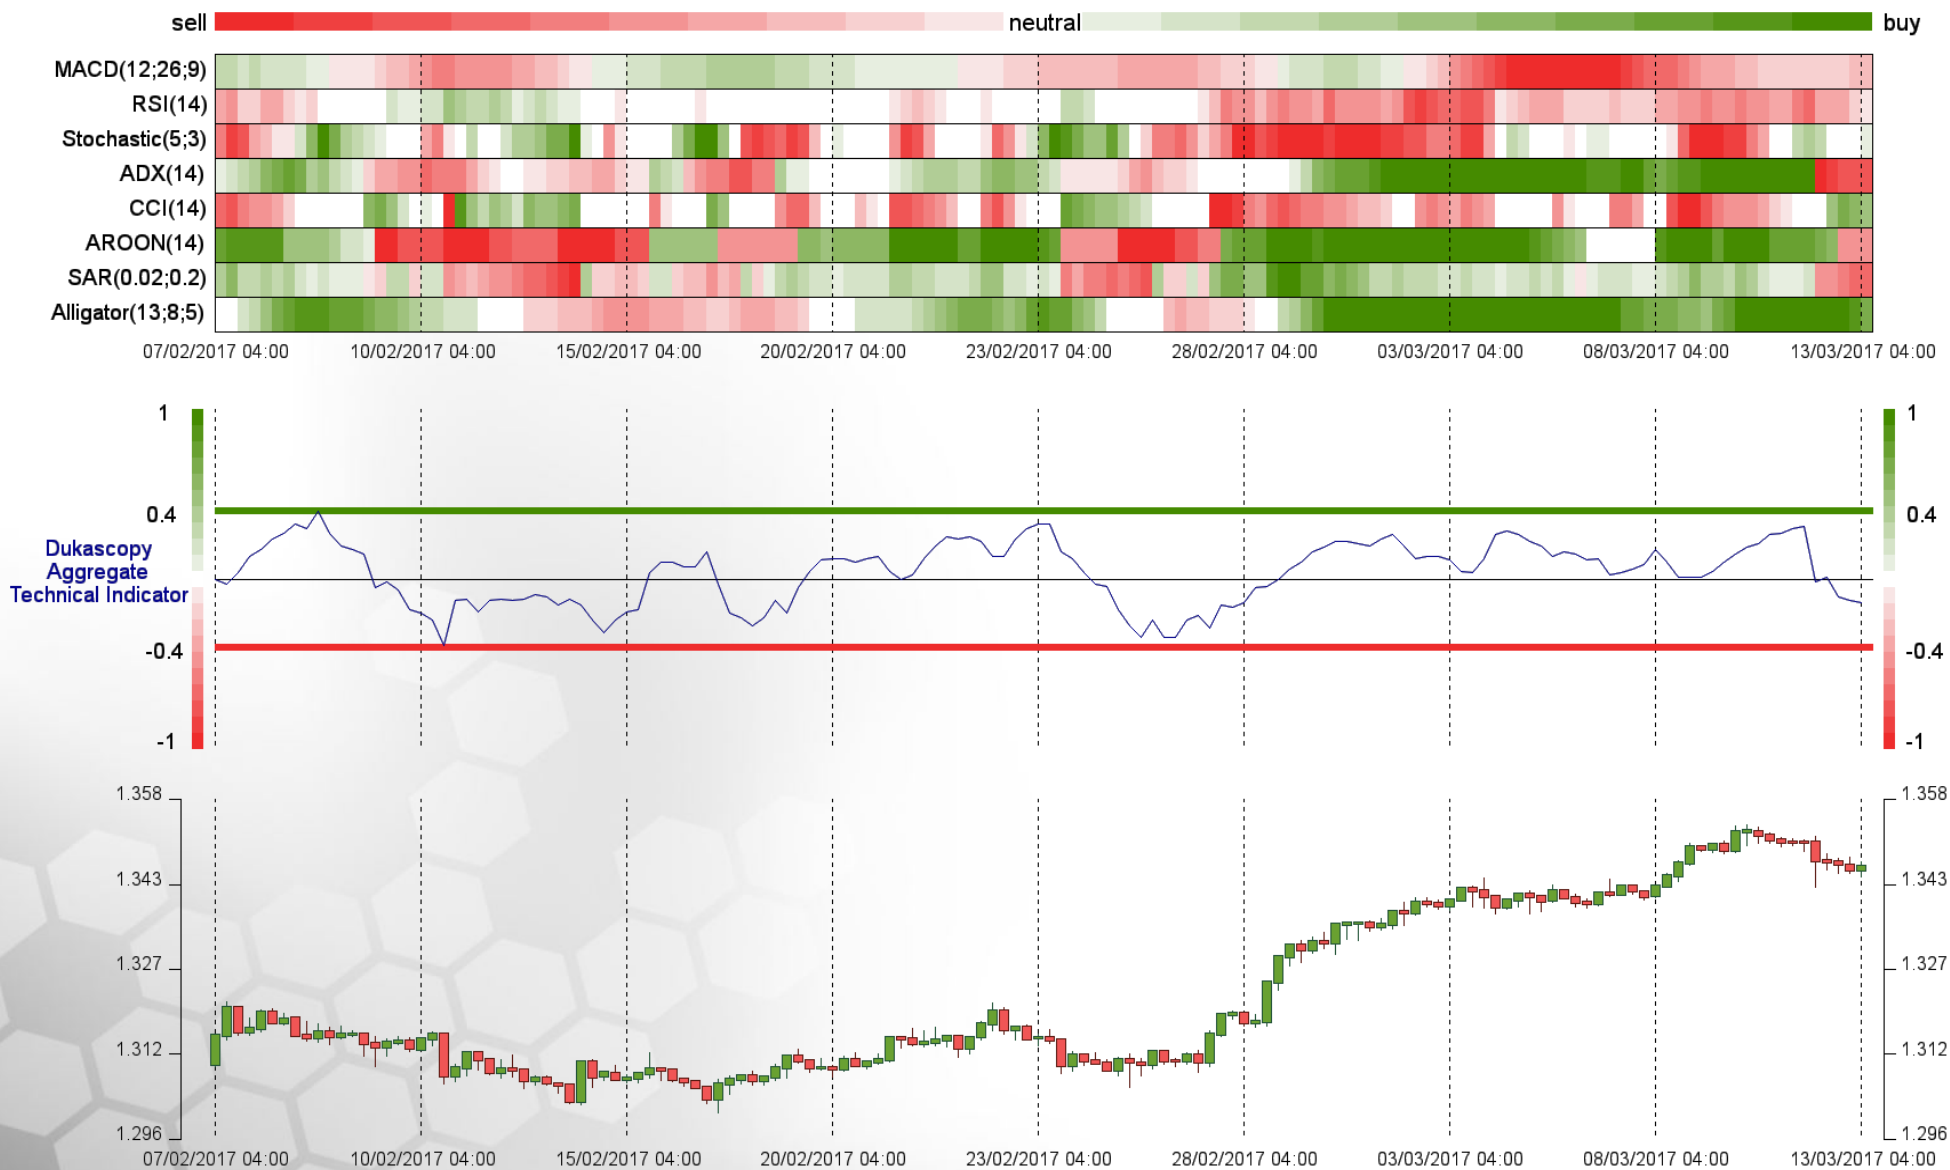 sell neutral buy
MACD(12;26;9)
RSI(14)
Stochastic(5;3)
ADX(14)
CCI(14)
AROON(14)
SAR(0.02;0.2)
Alligator(13;8;5)
07/02/2017 04:00 10/02/2017 04:00 15/02/2017 04:00 20/02/2017 04:00 23/02/2017 04:00 28/02/2017 04:00 03/03/2017 04:00 08/03/2017 04:00 13/03/2017 04:00
1 1
0.4 0.4
Dukascopy
Aggregate
Technical Indicator
-0.4 -0.4
-1 -1
1.358 1.358
1.343 1.343
1.327 1.327
1.312 1.312
1.296 1.296
07/02/2017 04:00 10/02/2017 04:00 15/02/2017 04:00 20/02/2017 04:00 23/02/2017 04:00 28/02/2017 04:00 03/03/2017 04:00 08/03/2017 04:00 13/03/2017 04:00